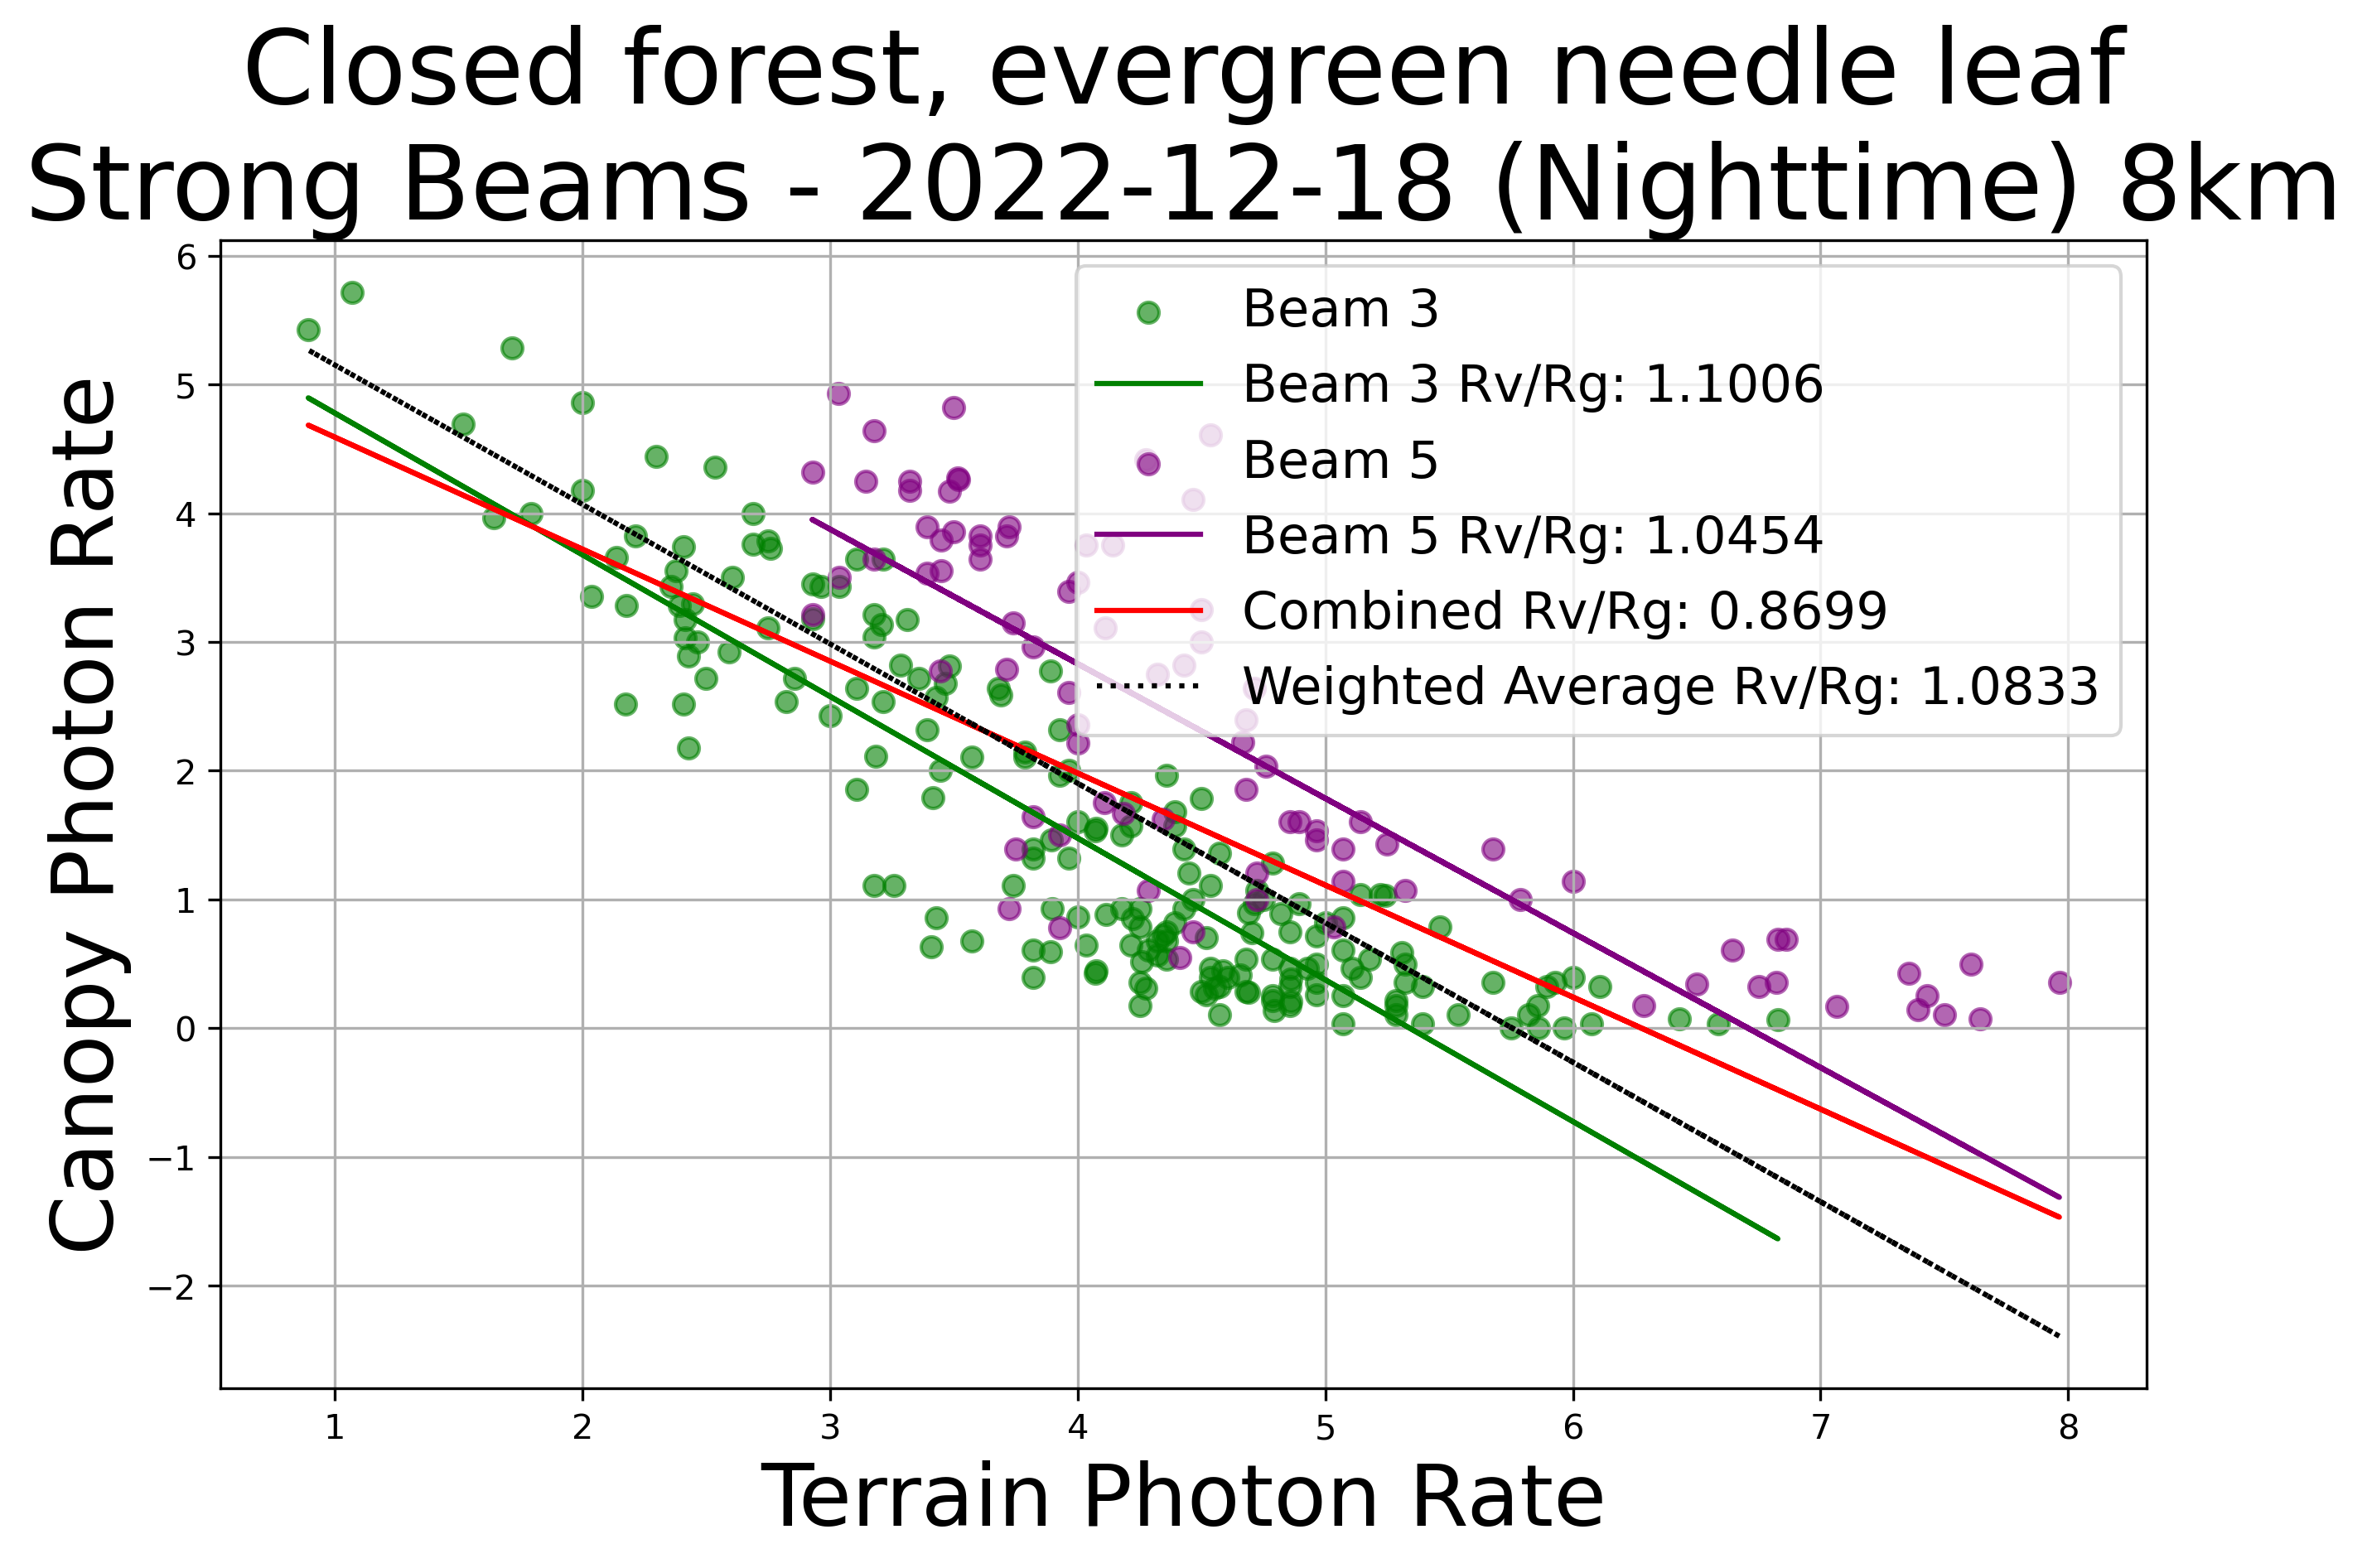 Closed forest, evergreen needle leaf
Strong Beams - 2022-12-18 (Nighttime) 8km
Canopy Photon Rate
6
5
4
3
2
1
0
−1
−2
Beam 3
Beam 3 Rv/Rg: 1.1006
Beam 5
Beam 5 Rv/Rg: 1.0454
Combined Rv/Rg: 0.8699
Weighted Average Rv/Rg: 1.0833
1 2 3 4 5 6 7 8
Terrain Photon Rate